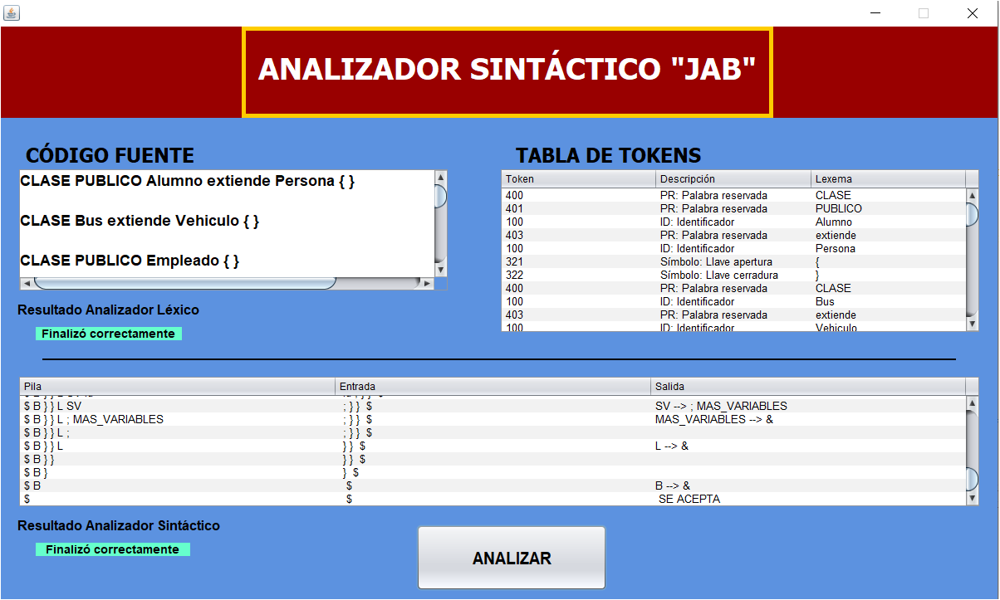 ANALIZADOR SINTÁCTICO "JAB"
CÓDIGO FUENTE
CLASE PUBLICO Alumno extiende Persona { }
CLASE Bus extiende Vehiculo { }
CLASE PUBLICO Empleado { }
TABLA DE TOKENS
Token Descripción Lexema
400 PR: Palabra reservada CLASE
401 PR: Palabra reservada PUBLICO
100 ID: Identificador Alumno
403 PR: Palabra reservada extiende
100 ID: Identificador Persona
321 Símbolo: Llave apertura {
322 Símbolo: Llave cerradura }
400 PR: Palabra reservada CLASE
100 ID: Identificador Bus
403 PR: Palabra reservada extiende
100 ID: Identificador Vehiculo
Resultado Analizador Léxico
Finalizó correctamente
Pila Entrada Salida
$ B } } L SV ; } } $ SV --> ; MAS_VARIABLES
$ B } } L ; MAS_VARIABLES ; } } $ MAS_VARIABLES --> &
$ B } } L ; ; } } $
$ B } } L } } $ L --> &
$ B } } } } $
$ B } } $
$ B $ B --> &
$ $ SE ACEPTA
Resultado Analizador Sintáctico
Finalizó correctamente
ANALIZAR